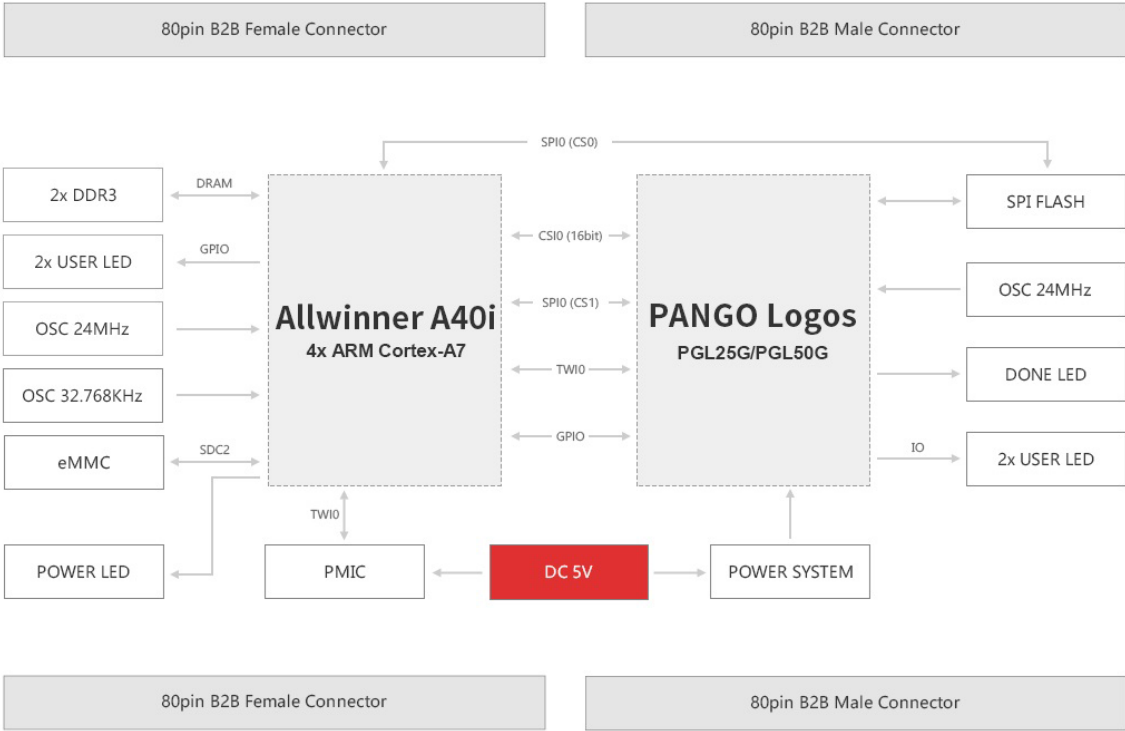 80pin B2B Female Connector
80pin B2B Male Connector
SPI0 (CS0)
2x DDR3
DRAM
SPI FLASH
CSI0 (16bit)
2x USER LED
GPIO
OSC 24MHz
SPI0 (CS1)
OSC 24MHz
Allwinner A40i
4x ARM Cortex-A7
PANGO Logos
PGL25G/PGL50G
TWI0
DONE LED
OSC 32.768KHz
GPIO
eMMC
SDC2
IO
2x USER LED
TWI0
POWER LED
PMIC
DC 5V
POWER SYSTEM
80pin B2B Female Connector
80pin B2B Male Connector